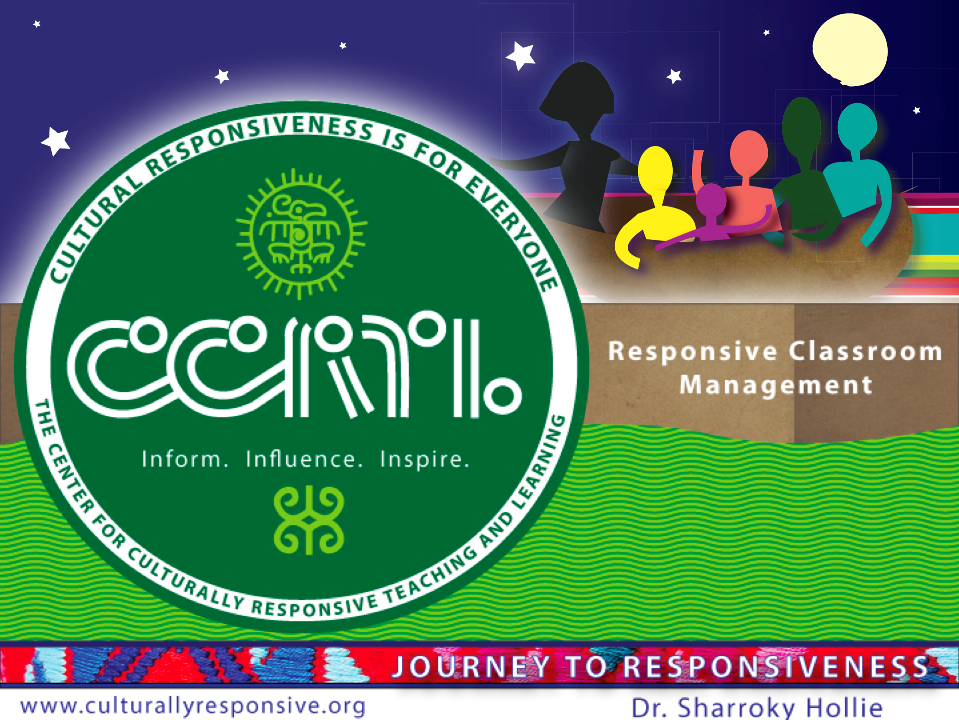 CULTURAL RESPONSIVENESS IS FOR EVERYONE
CCRTL
Inform. Influence. Inspire.
THE CENTER FOR CULTURALLY RESPONSIVE TEACHING AND LEARNING
Responsive Classroom
Management
JOURNEY TO RESPONSIVENESS
www.culturallyresponsive.org
Dr. Sharroky Hollie